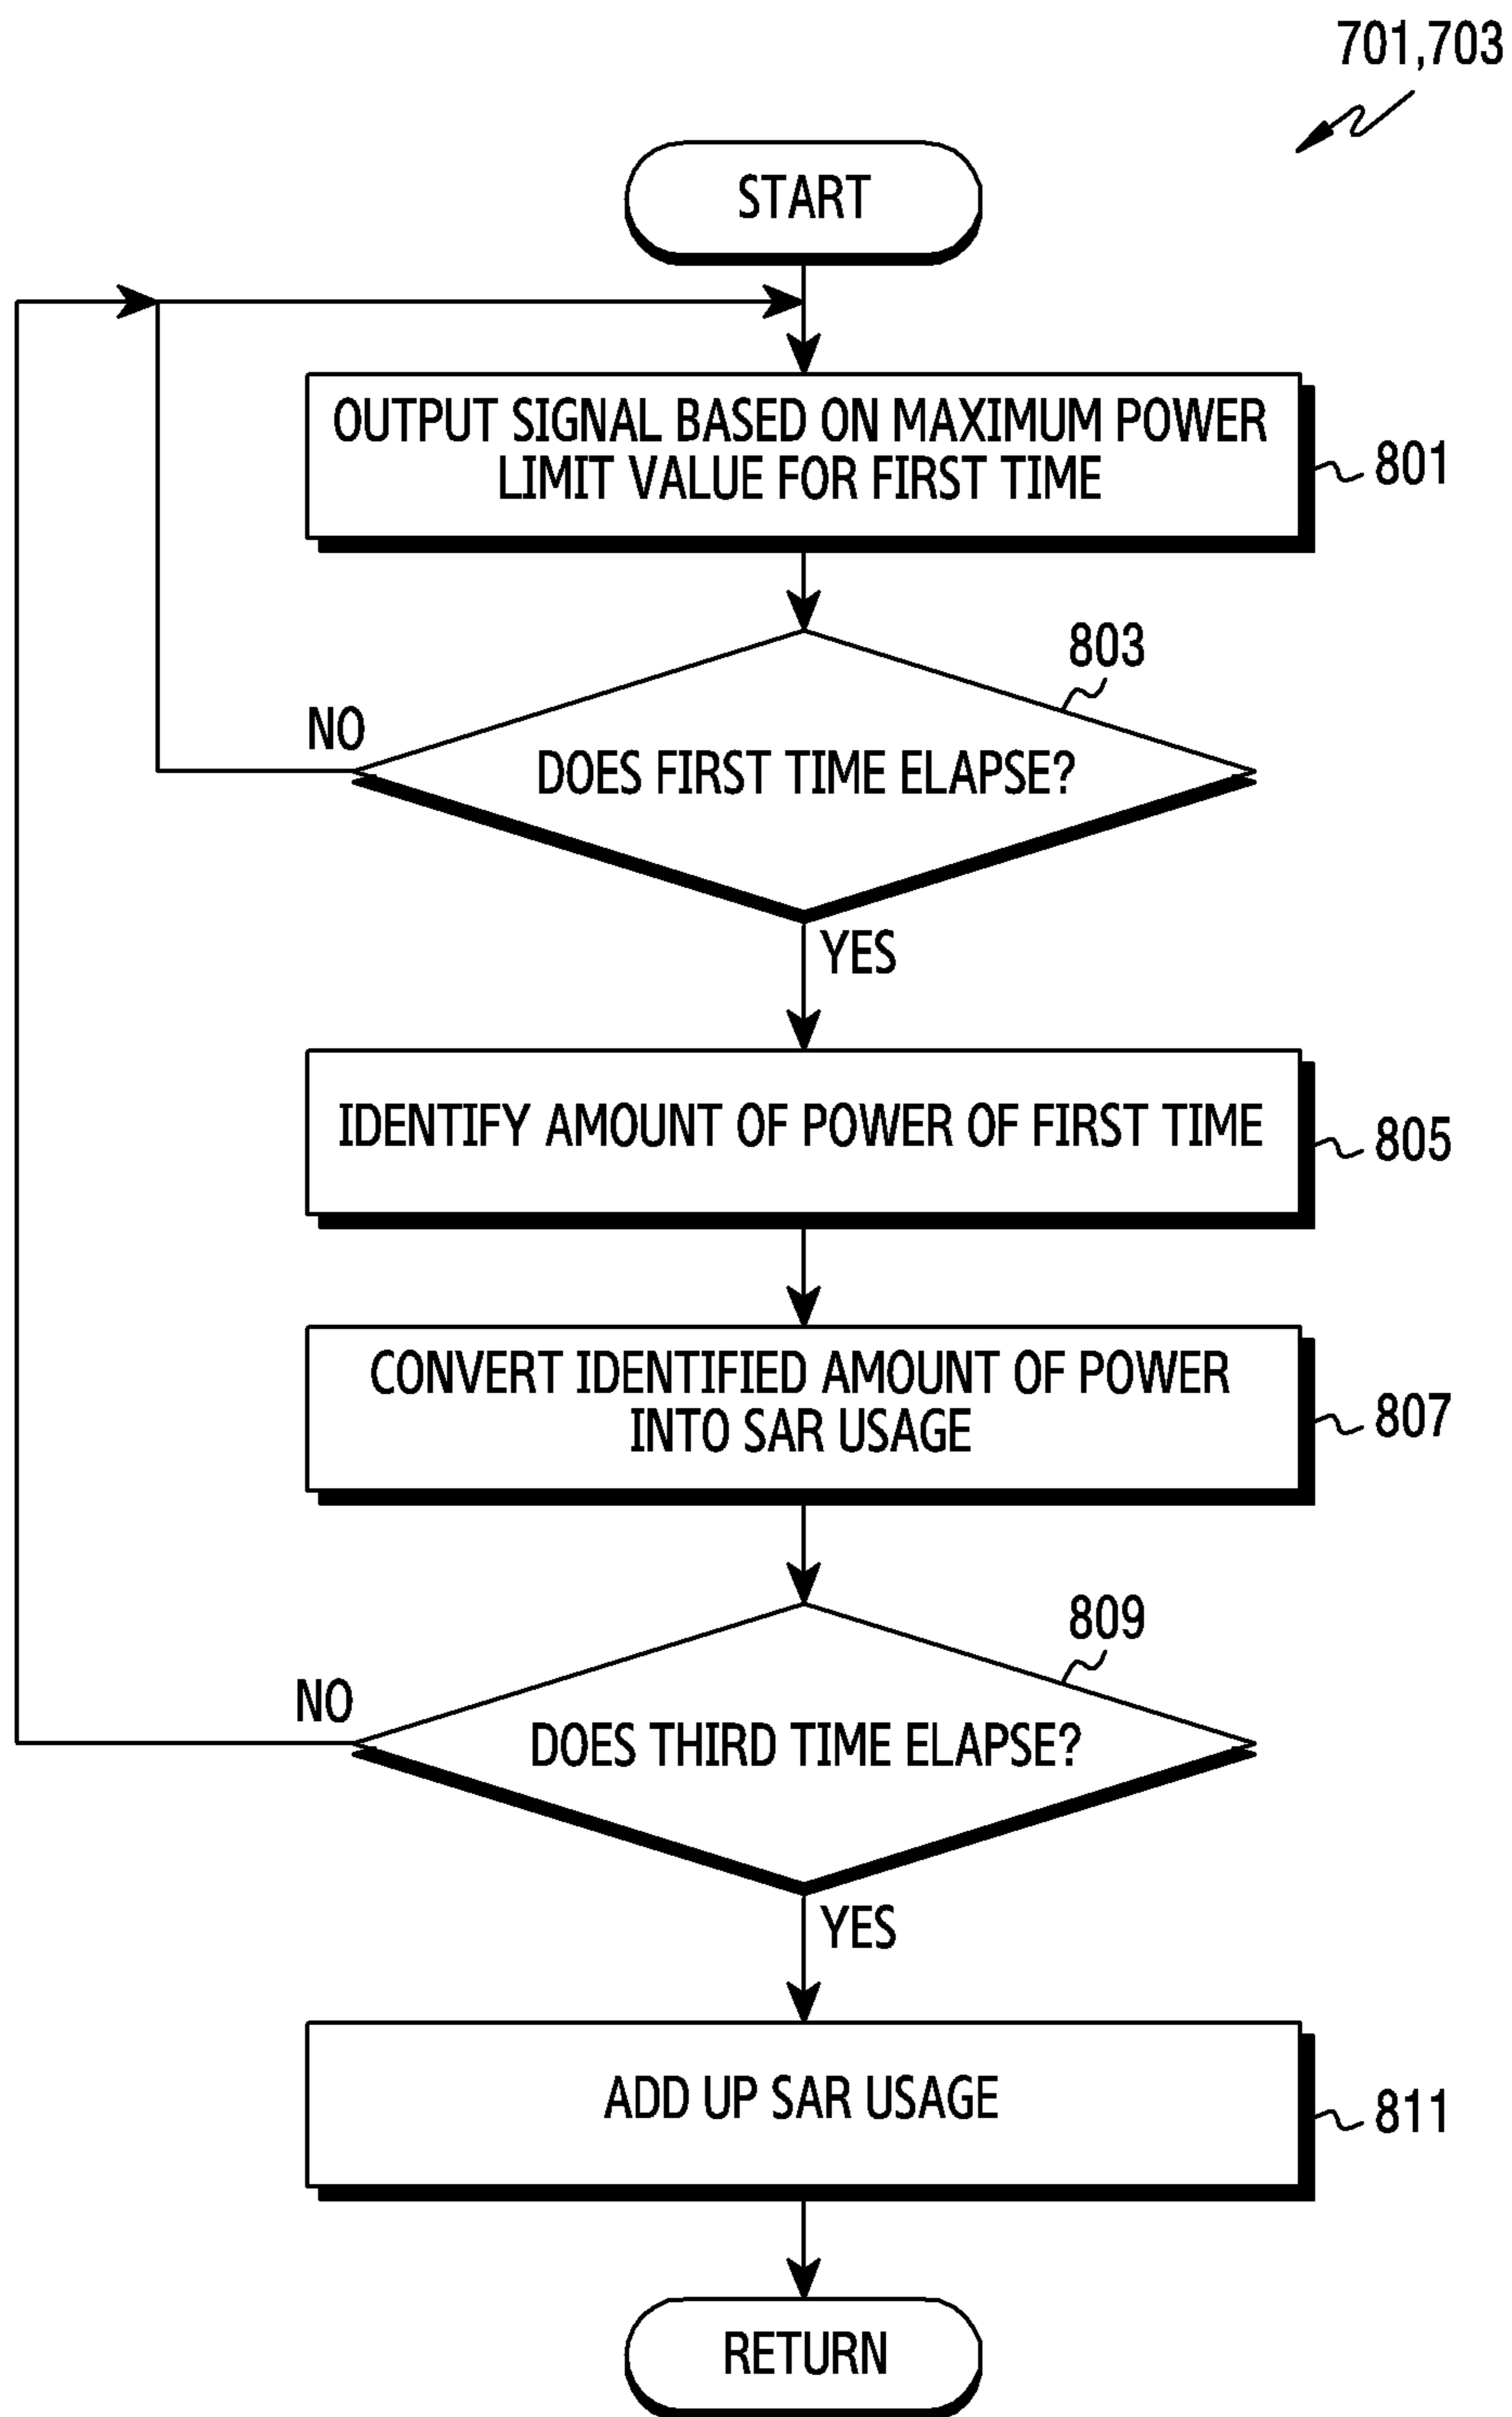 701,703
START
OUTPUT SIGNAL BASED ON MAXIMUM POWER
LIMIT VALUE FOR FIRST TIME
801
803
NO
DOES FIRST TIME ELAPSE?
YES
IDENTIFY AMOUNT OF POWER OF FIRST TIME
805
CONVERT IDENTIFIED AMOUNT OF POWER
INTO SAR USAGE
807
809
NO
DOES THIRD TIME ELAPSE?
YES
ADD UP SAR USAGE
811
RETURN